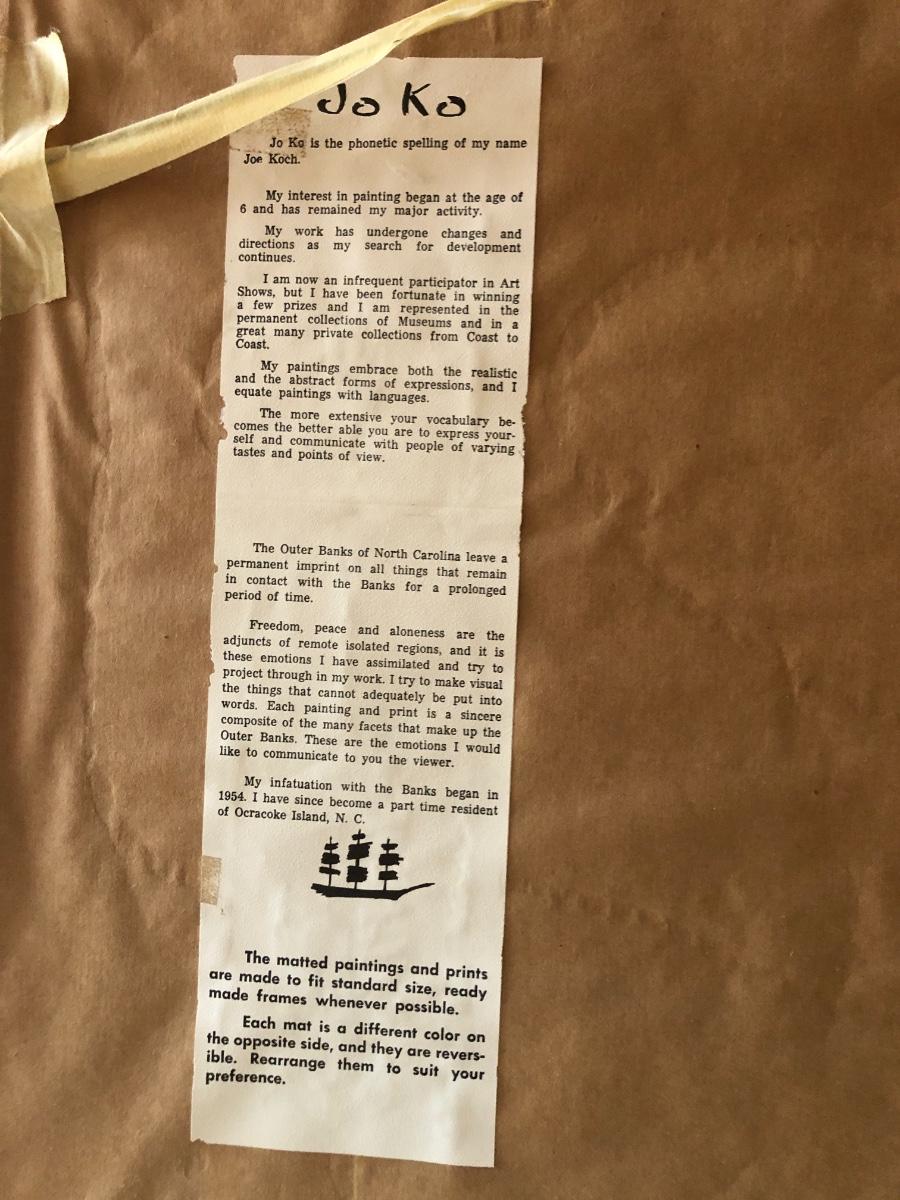 Jo Ko
Jo Ko is the phonetic spelling of my name
Joe Koch.
My interest in painting began at the age of
6 and has remained my major activity.
My work has undergone changes and
directions as my search for development
continues.
I am now an infrequent participator in Art
Shows, but I have been fortunate in winning
a few prizes and I am represented in the
permanent collections of Museums and in a
great many private collections from Coast to
Coast.
My paintings embrace both the realistic
and the abstract forms of expressions, and I
equate paintings with languages.
The more extensive your vocabulary be-
comes the better able you are to express your-
self and communicate with people of varying
tastes and points of view.
The Outer Banks of North Carolina leave a
permanent imprint on all things that remain
in contact with the Banks for a prolonged
period of time.
Freedom, peace and aloneness are the
adjuncts of remote isolated regions, and it is
these emotions I have assimilated and try to
project through in my work. I try to make visual
the things that cannot adequately be put into
words. Each painting and print is a sincere
composite of the many facets that make up the
Outer Banks. These are the emotions I would
like to communicate to you the viewer.
My infatuation with the Banks began in
1954. I have since become a part time resident
of Ocracoke Island, N. C.
The matted paintings and prints
are made to fit standard size, ready
made frames whenever possible.
Each mat is a different color on
the opposite side, and they are revers-
ible. Rearrange them to suit your
preference.